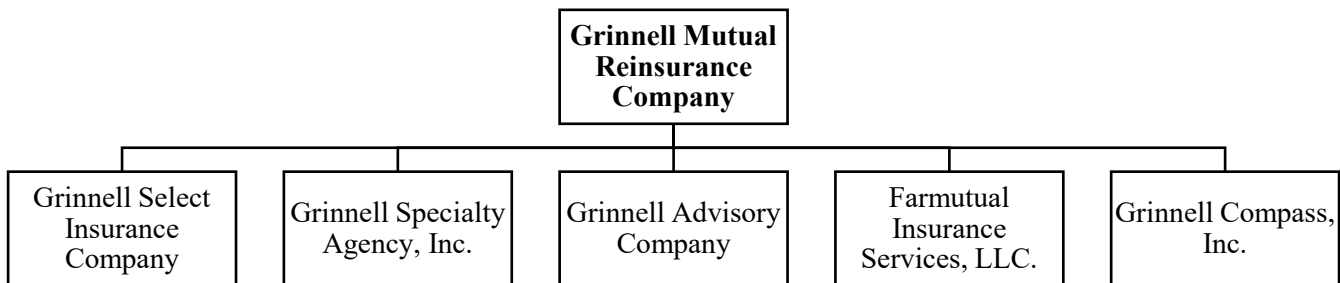 Grinnell Mutual
Reinsurance
Company
Grinnell Select
Insurance
Company
Grinnell Specialty
Agency, Inc.
Grinnell Advisory
Company
Farmutual
Insurance
Services, LLC.
Grinnell Compass,
Inc.